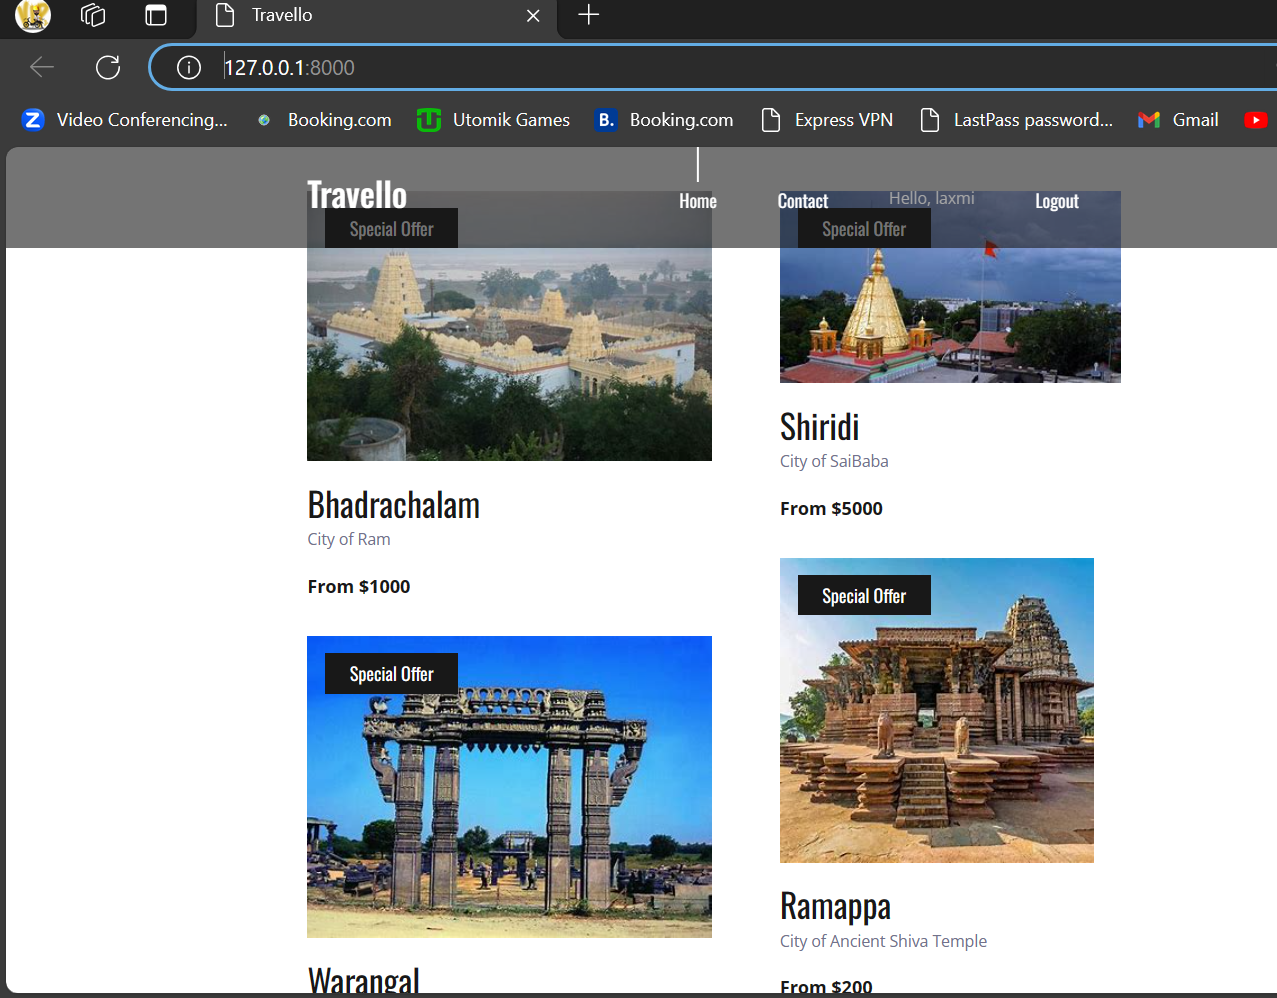 Travello
127.0.0.1:8000
Video Conferencing...
Booking.com
Utomik Games
B.
Booking.com
Express VPN
LastPass password...
Gmail
Travello
Home
Contact
Hello, laxmi
Logout
Special Offer
Special Offer
Bhadrachalam
City of Ram
From $1000
Shiridi
City of SaiBaba
From $5000
Special Offer
Warangal
Special Offer
Ramappa
City of Ancient Shiva Temple
From $200